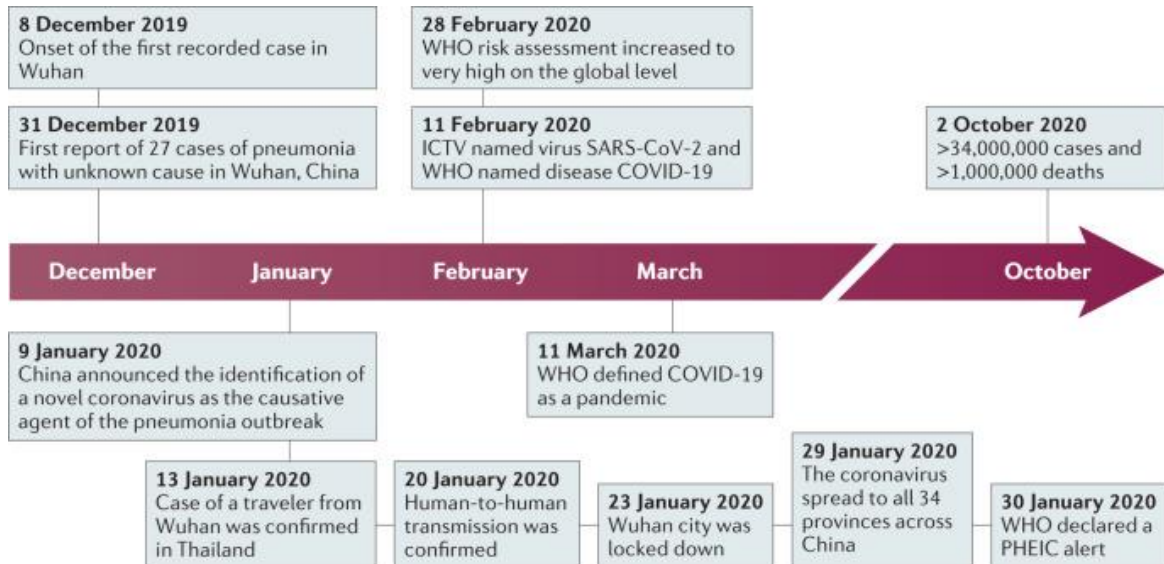 8 December 2019
Onset of the first recorded case in
Wuhan
31 December 2019
First report of 27 cases of pneumonia
with unknown cause in Wuhan, China
28 February 2020
WHO risk assessment increased to
very high on the global level
11 February 2020
ICTV named virus SARS-CoV-2 and
WHO named disease COVID-19
2 October 2020
>34,000,000 cases and
>1,000,000 deaths
December
January
February
March
October
9 January 2020
China announced the identification of
a novel coronavirus as the causative
agent of the pneumonia outbreak
11 March 2020
WHO defined COVID-19
as a pandemic
13 January 2020
Case of a traveler from
Wuhan was confirmed
in Thailand
20 January 2020
Human-to-human
transmission was
confirmed
23 January 2020
Wuhan city was
locked down
29 January 2020
The coronavirus
spread to all 34
provinces across
China
30 January 2020
WHO declared a
PHEIC alert